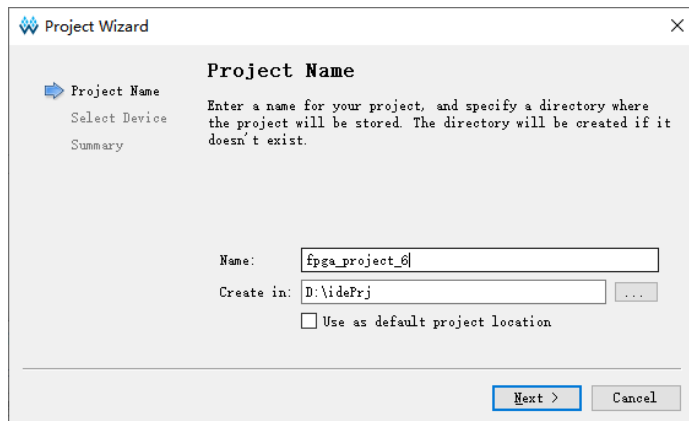 Project Wizard
Project Name
Select Device
Summary
Project Name
Enter a name for your project, and specify a directory where
the project will be stored. The directory will be created if it
doesn't exist.
Name: fpga_project_6
Create in: D:\idePrj ...
Use as default project location
Next > Cancel